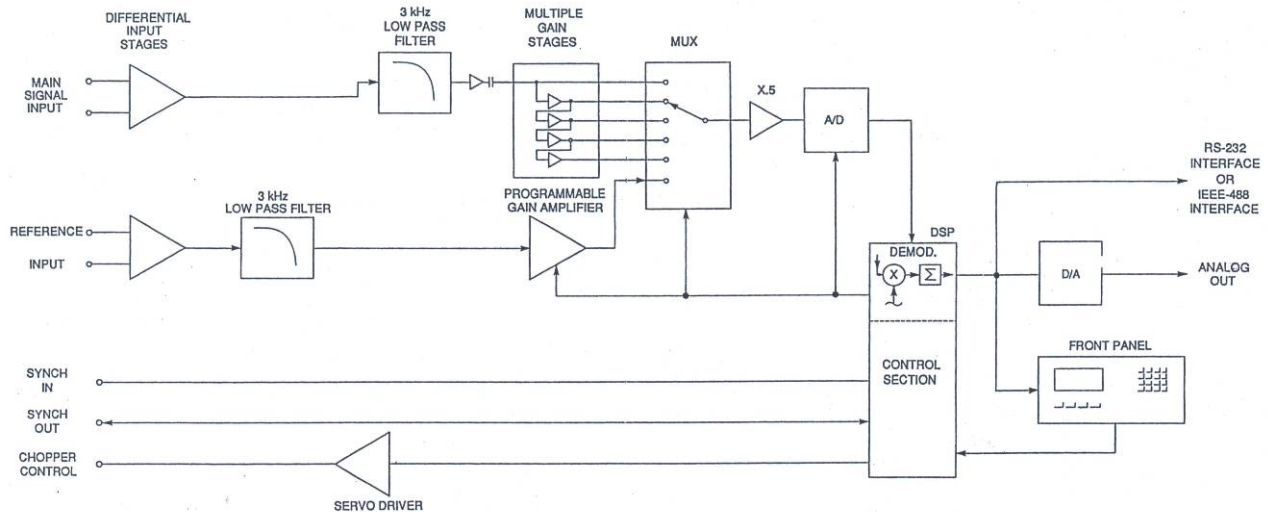 DIFFERENTIAL
INPUT
STAGES
3 kHz
LOW PASS
FILTER
MULTIPLE
GAIN
STAGES
MUX
MAIN
SIGNAL
INPUT
X.5
A/D
RS-232
INTERFACE
OR
IEEE-488
INTERFACE
3 kHz
LOW PASS FILTER
PROGRAMMABLE
GAIN AMPLIFIER
REFERENCE
INPUT
DSP
DEMOD.
X
Σ
D/A
ANALOG
OUT
FRONT PANEL
CONTROL
SECTION
SYNCH
IN
SYNCH
OUT
CHOPPER
CONTROL
SERVO DRIVER